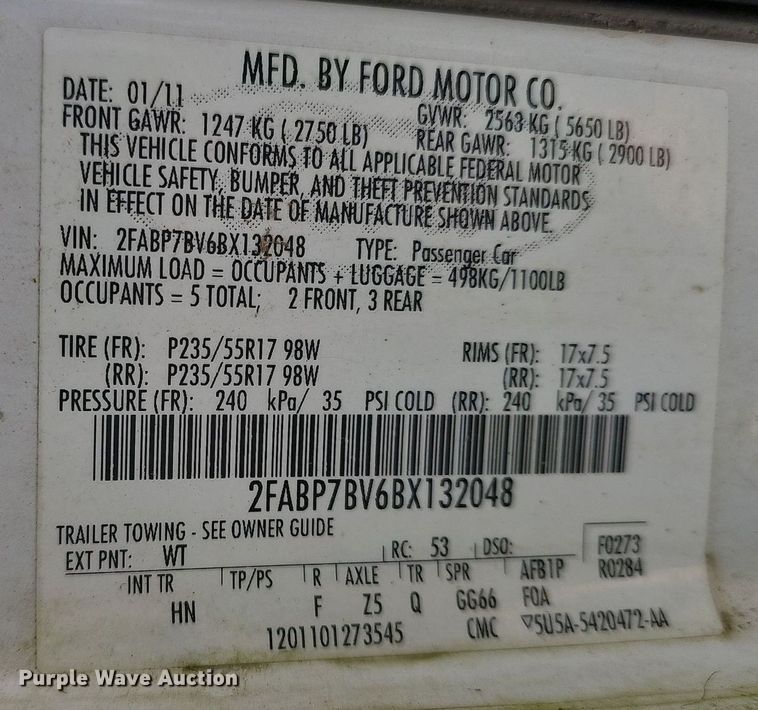 MFD. BY FORD MOTOR CO.
DATE: 01/11 GVWR: 2563 KG ( 5650 LB)
FRONT GAWR: 1247 KG ( 2750 LB) REAR GAWR: 1315 KG ( 2900 LB)
THIS VEHICLE CONFORMS TO ALL APPLICABLE FEDERAL MOTOR
VEHICLE SAFETY, BUMPER, AND THEFT PREVENTION STANDARDS
IN EFFECT ON THE DATE OF MANUFACTURE SHOWN ABOVE.
VIN: 2FABP7BV6BX132048 TYPE: Passenger Car
MAXIMUM LOAD = OCCUPANTS + LUGGAGE = 498KG/1100LB
OCCUPANTS = 5 TOTAL; 2 FRONT, 3 REAR
TIRE (FR): P235/55R17 98W RIMS (FR): 17x7.5
(RR): P235/55R17 98W (RR): 17x7.5
PRESSURE (FR): 240 kPa/ 35 PSI COLD (RR): 240 kPa/ 35 PSI COLD
2FABP7BV6BX132048
TRAILER TOWING - SEE OWNER GUIDE
EXT PNT: WT RC: 53 DSO: F0273
INT TR TP/PS R AXLE TR SPR AFB1P R0284
HN F Z5 Q GG66 FOA
1201101273545 CMC ▽5U5A-5420472-AA
Purple Wave Auction